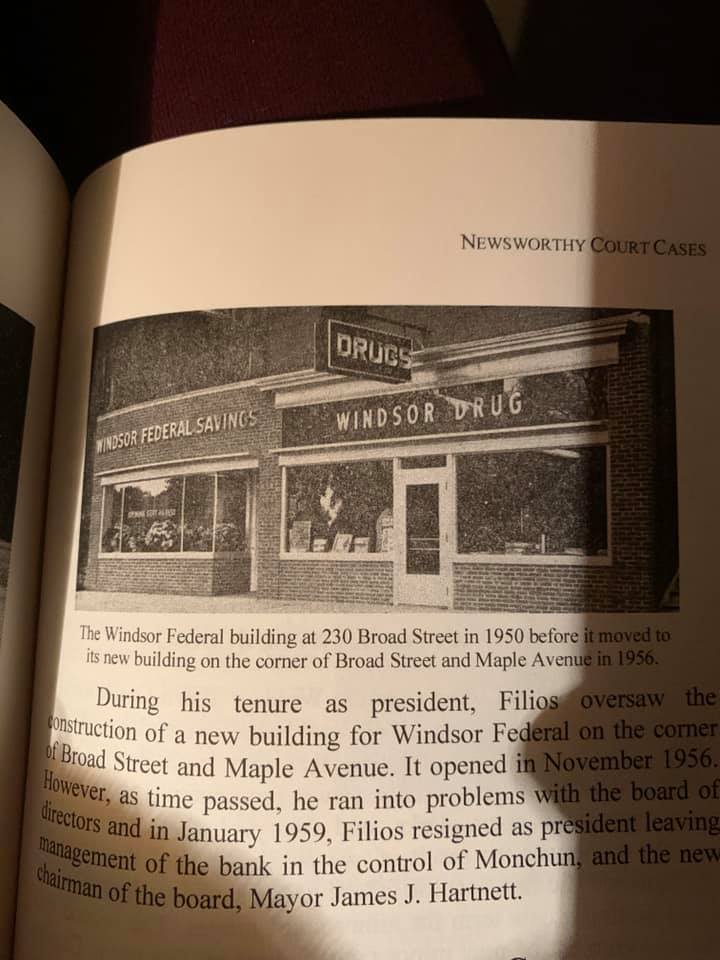 NEWSWORTHY COURT CASES
DRUGS
WINDSOR FEDERAL SAVINGS
WINDSOR DRUG
The Windsor Federal building at 230 Broad Street in 1950 before it moved to
its new building on the corner of Broad Street and Maple Avenue in 1956.
During his tenure as president, Filios oversaw the
construction of a new building for Windsor Federal on the corner
of Broad Street and Maple Avenue. It opened in November 1956.
However, as time passed, he ran into problems with the board of
directors and in January 1959, Filios resigned as president leaving
management of the bank in the control of Monchun, and the new
chairman of the board, Mayor James J. Hartnett.